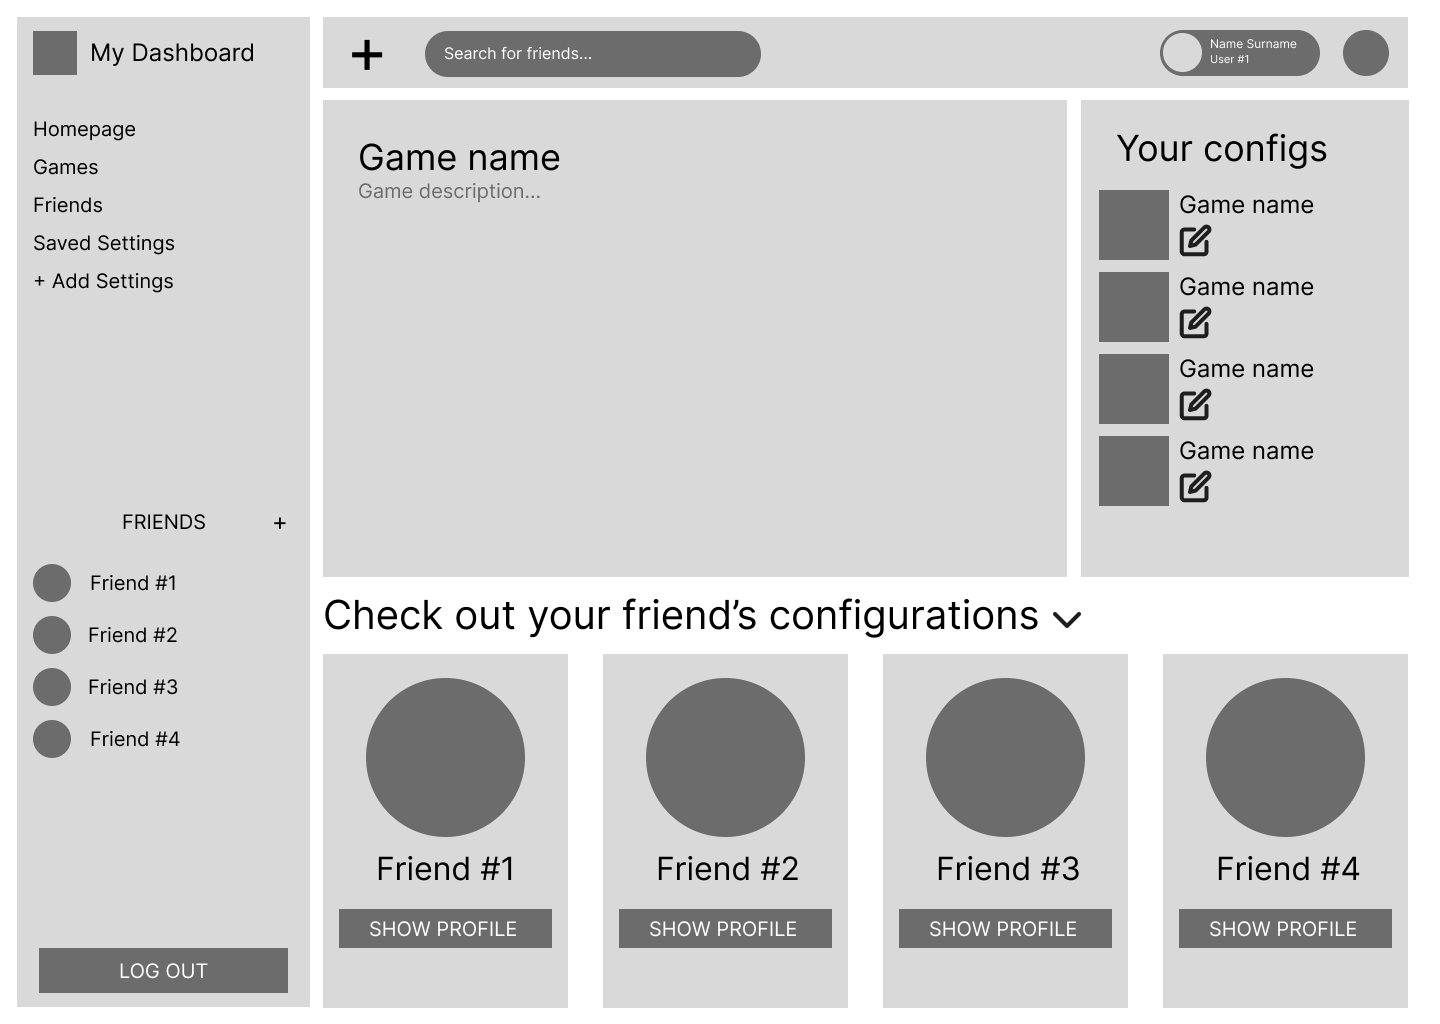 My Dashboard
Homepage
Games
Friends
Saved Settings
+ Add Settings
FRIENDS +
Friend #1
Friend #2
Friend #3
Friend #4
LOG OUT
+
Search for friends...
Name Surname
User #1
Game name
Game description...
Your configs
Game name
Game name
Game name
Game name
Check out your friend’s configurations
Friend #1
SHOW PROFILE
Friend #2
SHOW PROFILE
Friend #3
SHOW PROFILE
Friend #4
SHOW PROFILE